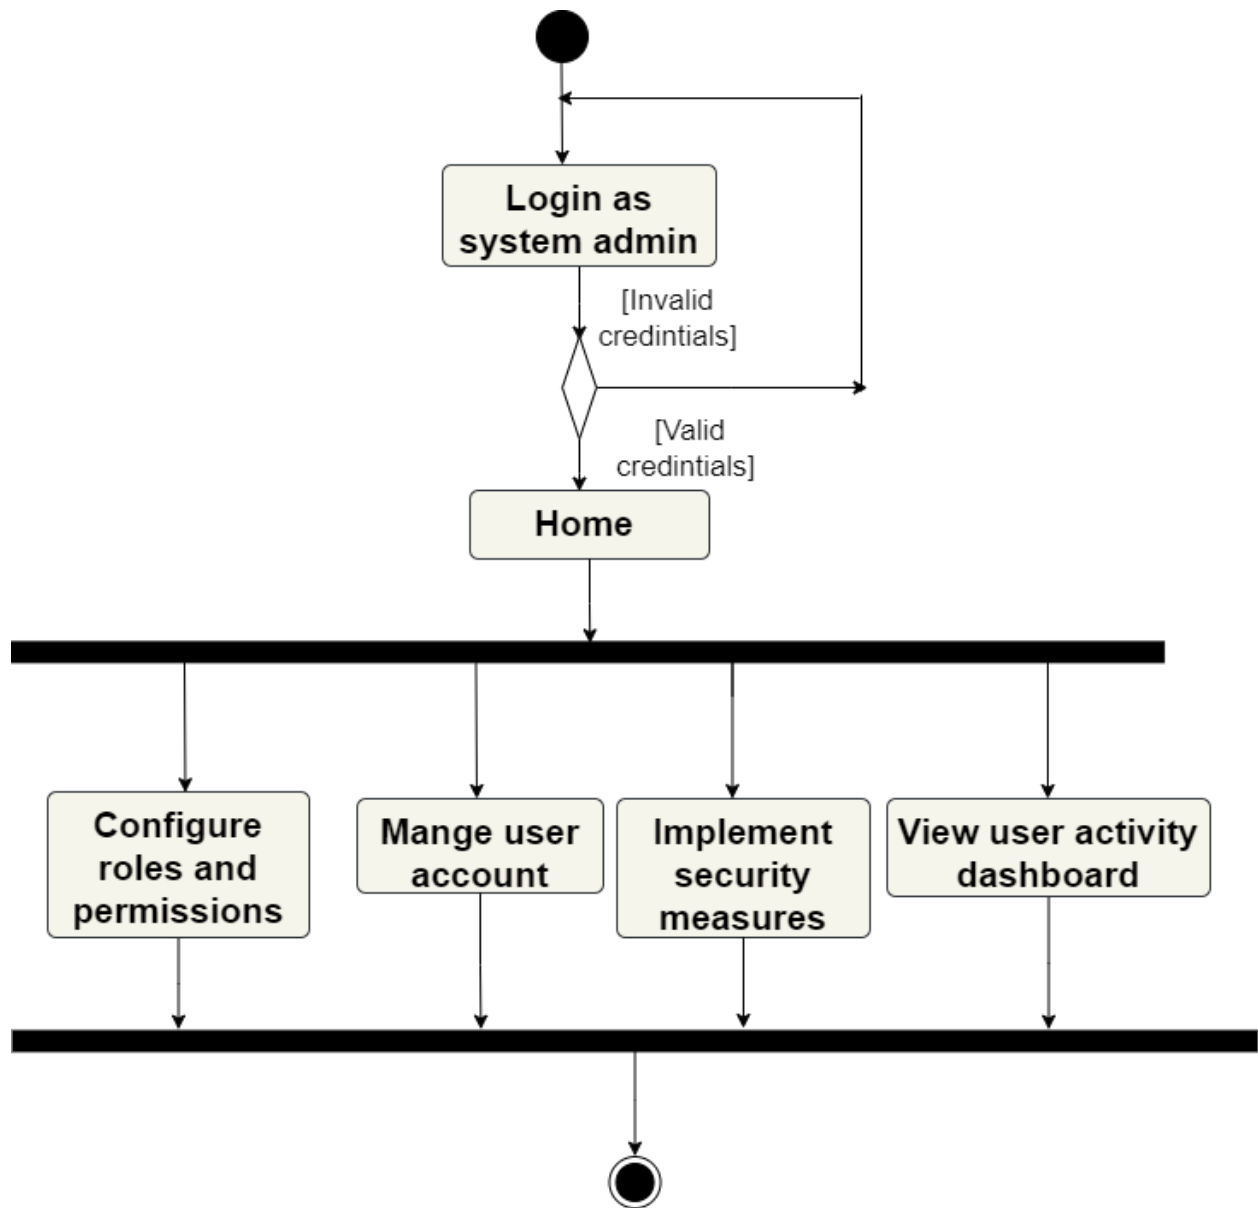 Login as
system admin
[Invalid
credintials]
[Valid
credintials]
Home
Configure
roles and
permissions
Mange user
account
Implement
security
measures
View user activity
dashboard